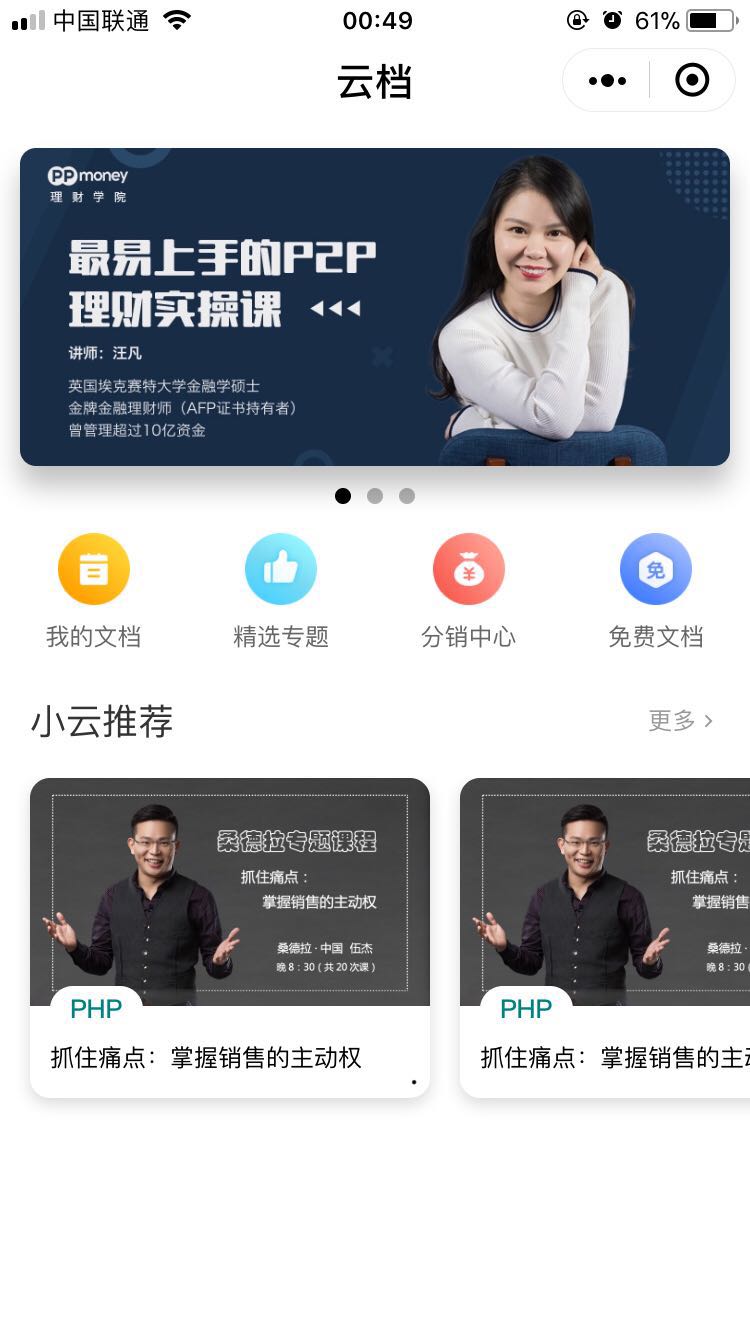 中国联通
00:49
61%
云档
PPmoney
理财学院
最易上手的P2P
理财实操课
讲师：汪凡
英国埃克赛特大学金融学硕士
金牌金融理财师（AFP证书持有者）
曾管理超过10亿资金
我的文档
精选专题
分销中心
免
免费文档
小云推荐
更多 >
桑德拉专题课程
抓住痛点：
掌握销售的主动权
桑德拉·中国 伍杰
晚8：30（共20次课）
PHP
抓住痛点：掌握销售的主动权
桑德拉专题
抓住痛点：
掌握销售
桑德拉·
晚8：30（
PHP
抓住痛点：掌握销售的主动